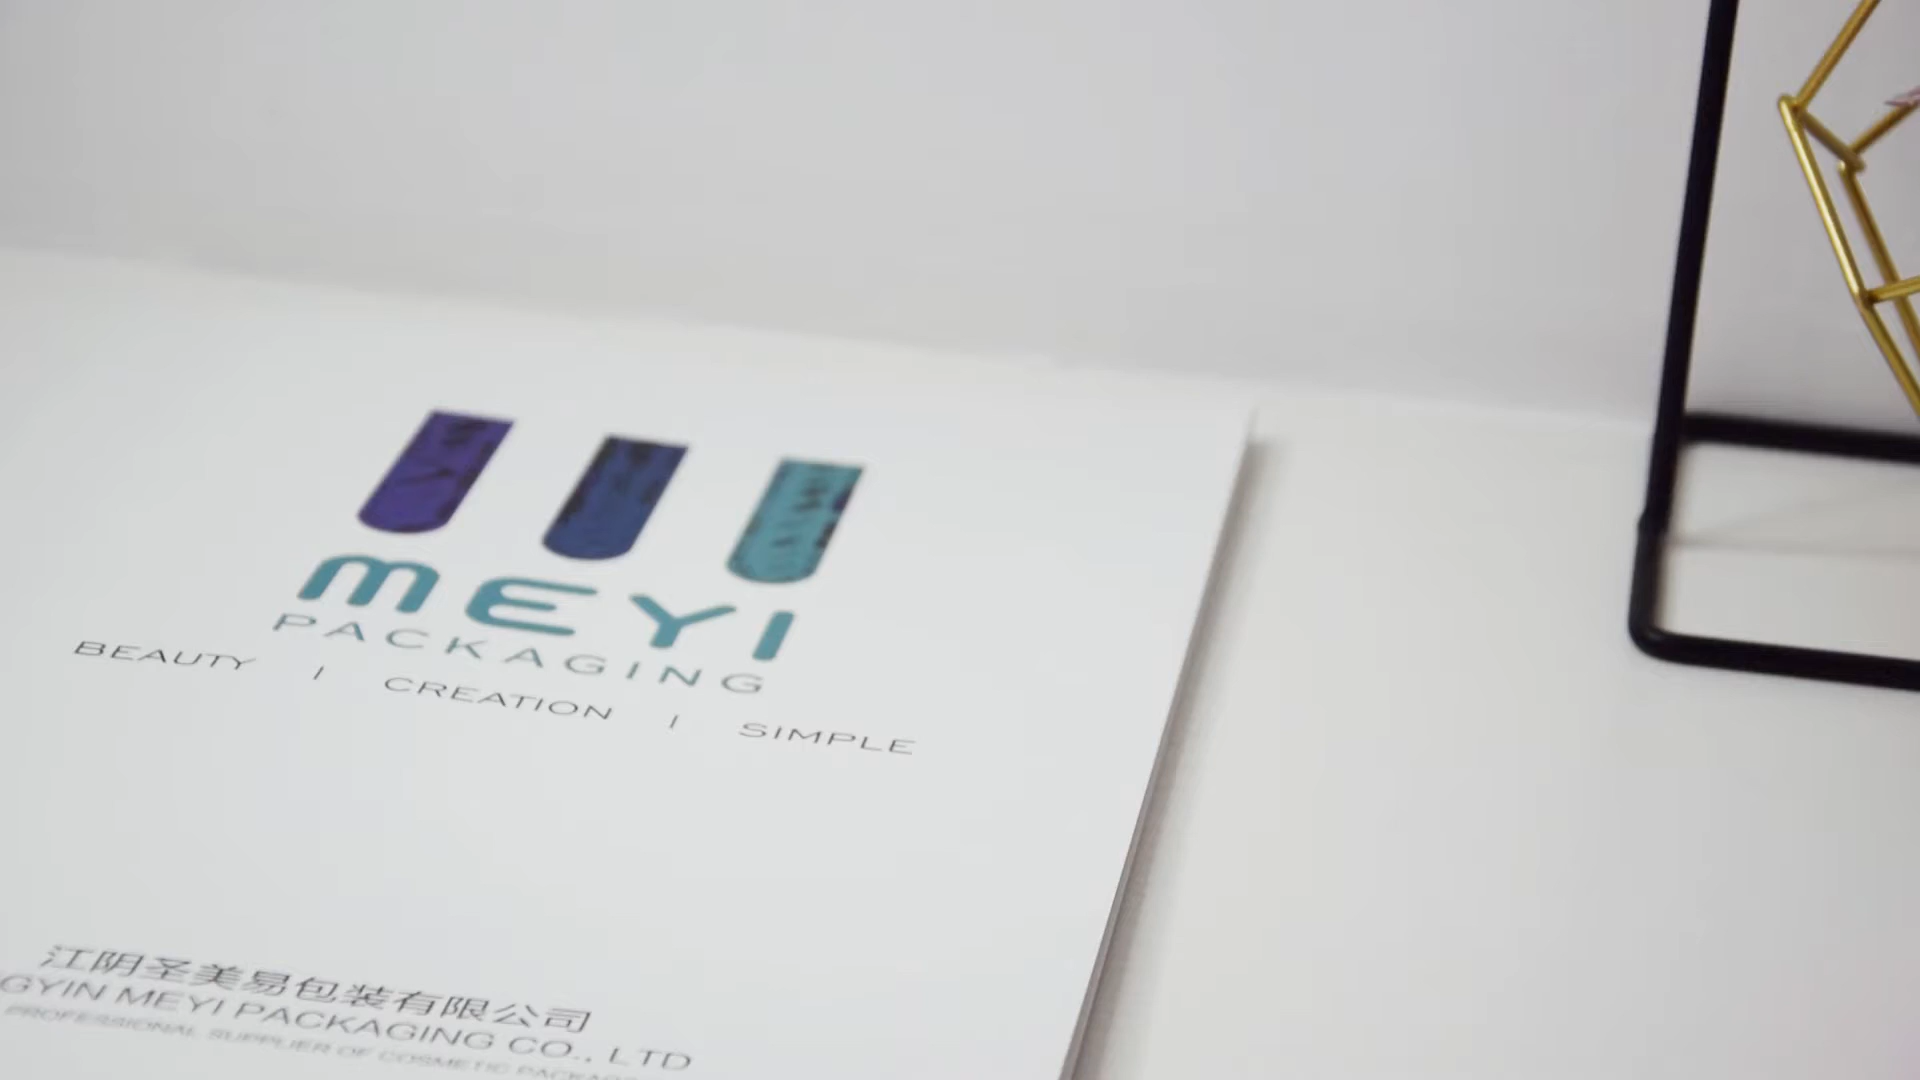 MEYI
PACKAGING
BEAUTY | CREATION | SIMPLE
江阴圣美易包装有限公司
GYIN MEYI PACKAGING CO., LTD
PROFESSIONAL SUPPLIER OF COSMETIC